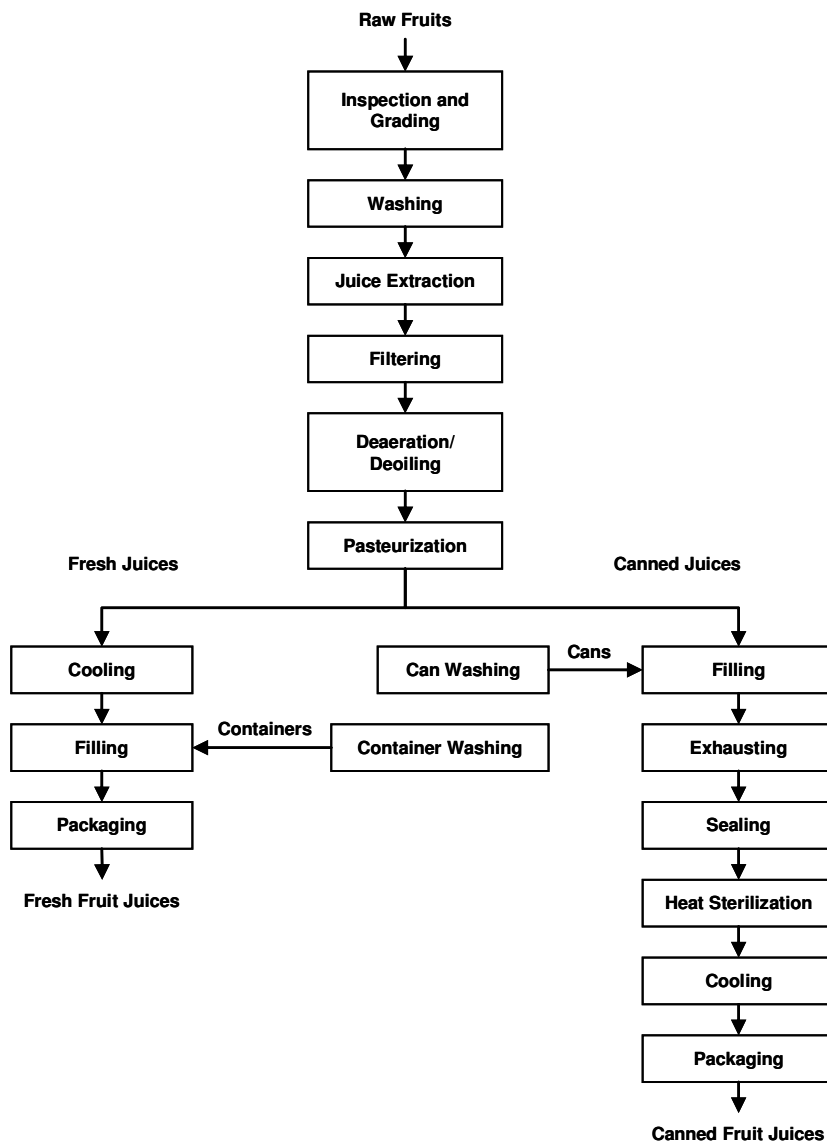 Raw Fruits
Inspection and
Grading
Washing
Juice Extraction
Filtering
Deaeration/
Deoiling
Pasteurization
Fresh Juices
Canned Juices
Cooling
Can Washing
Cans
Filling
Filling
Containers
Container Washing
Exhausting
Packaging
Sealing
Fresh Fruit Juices
Heat Sterilization
Cooling
Packaging
Canned Fruit Juices